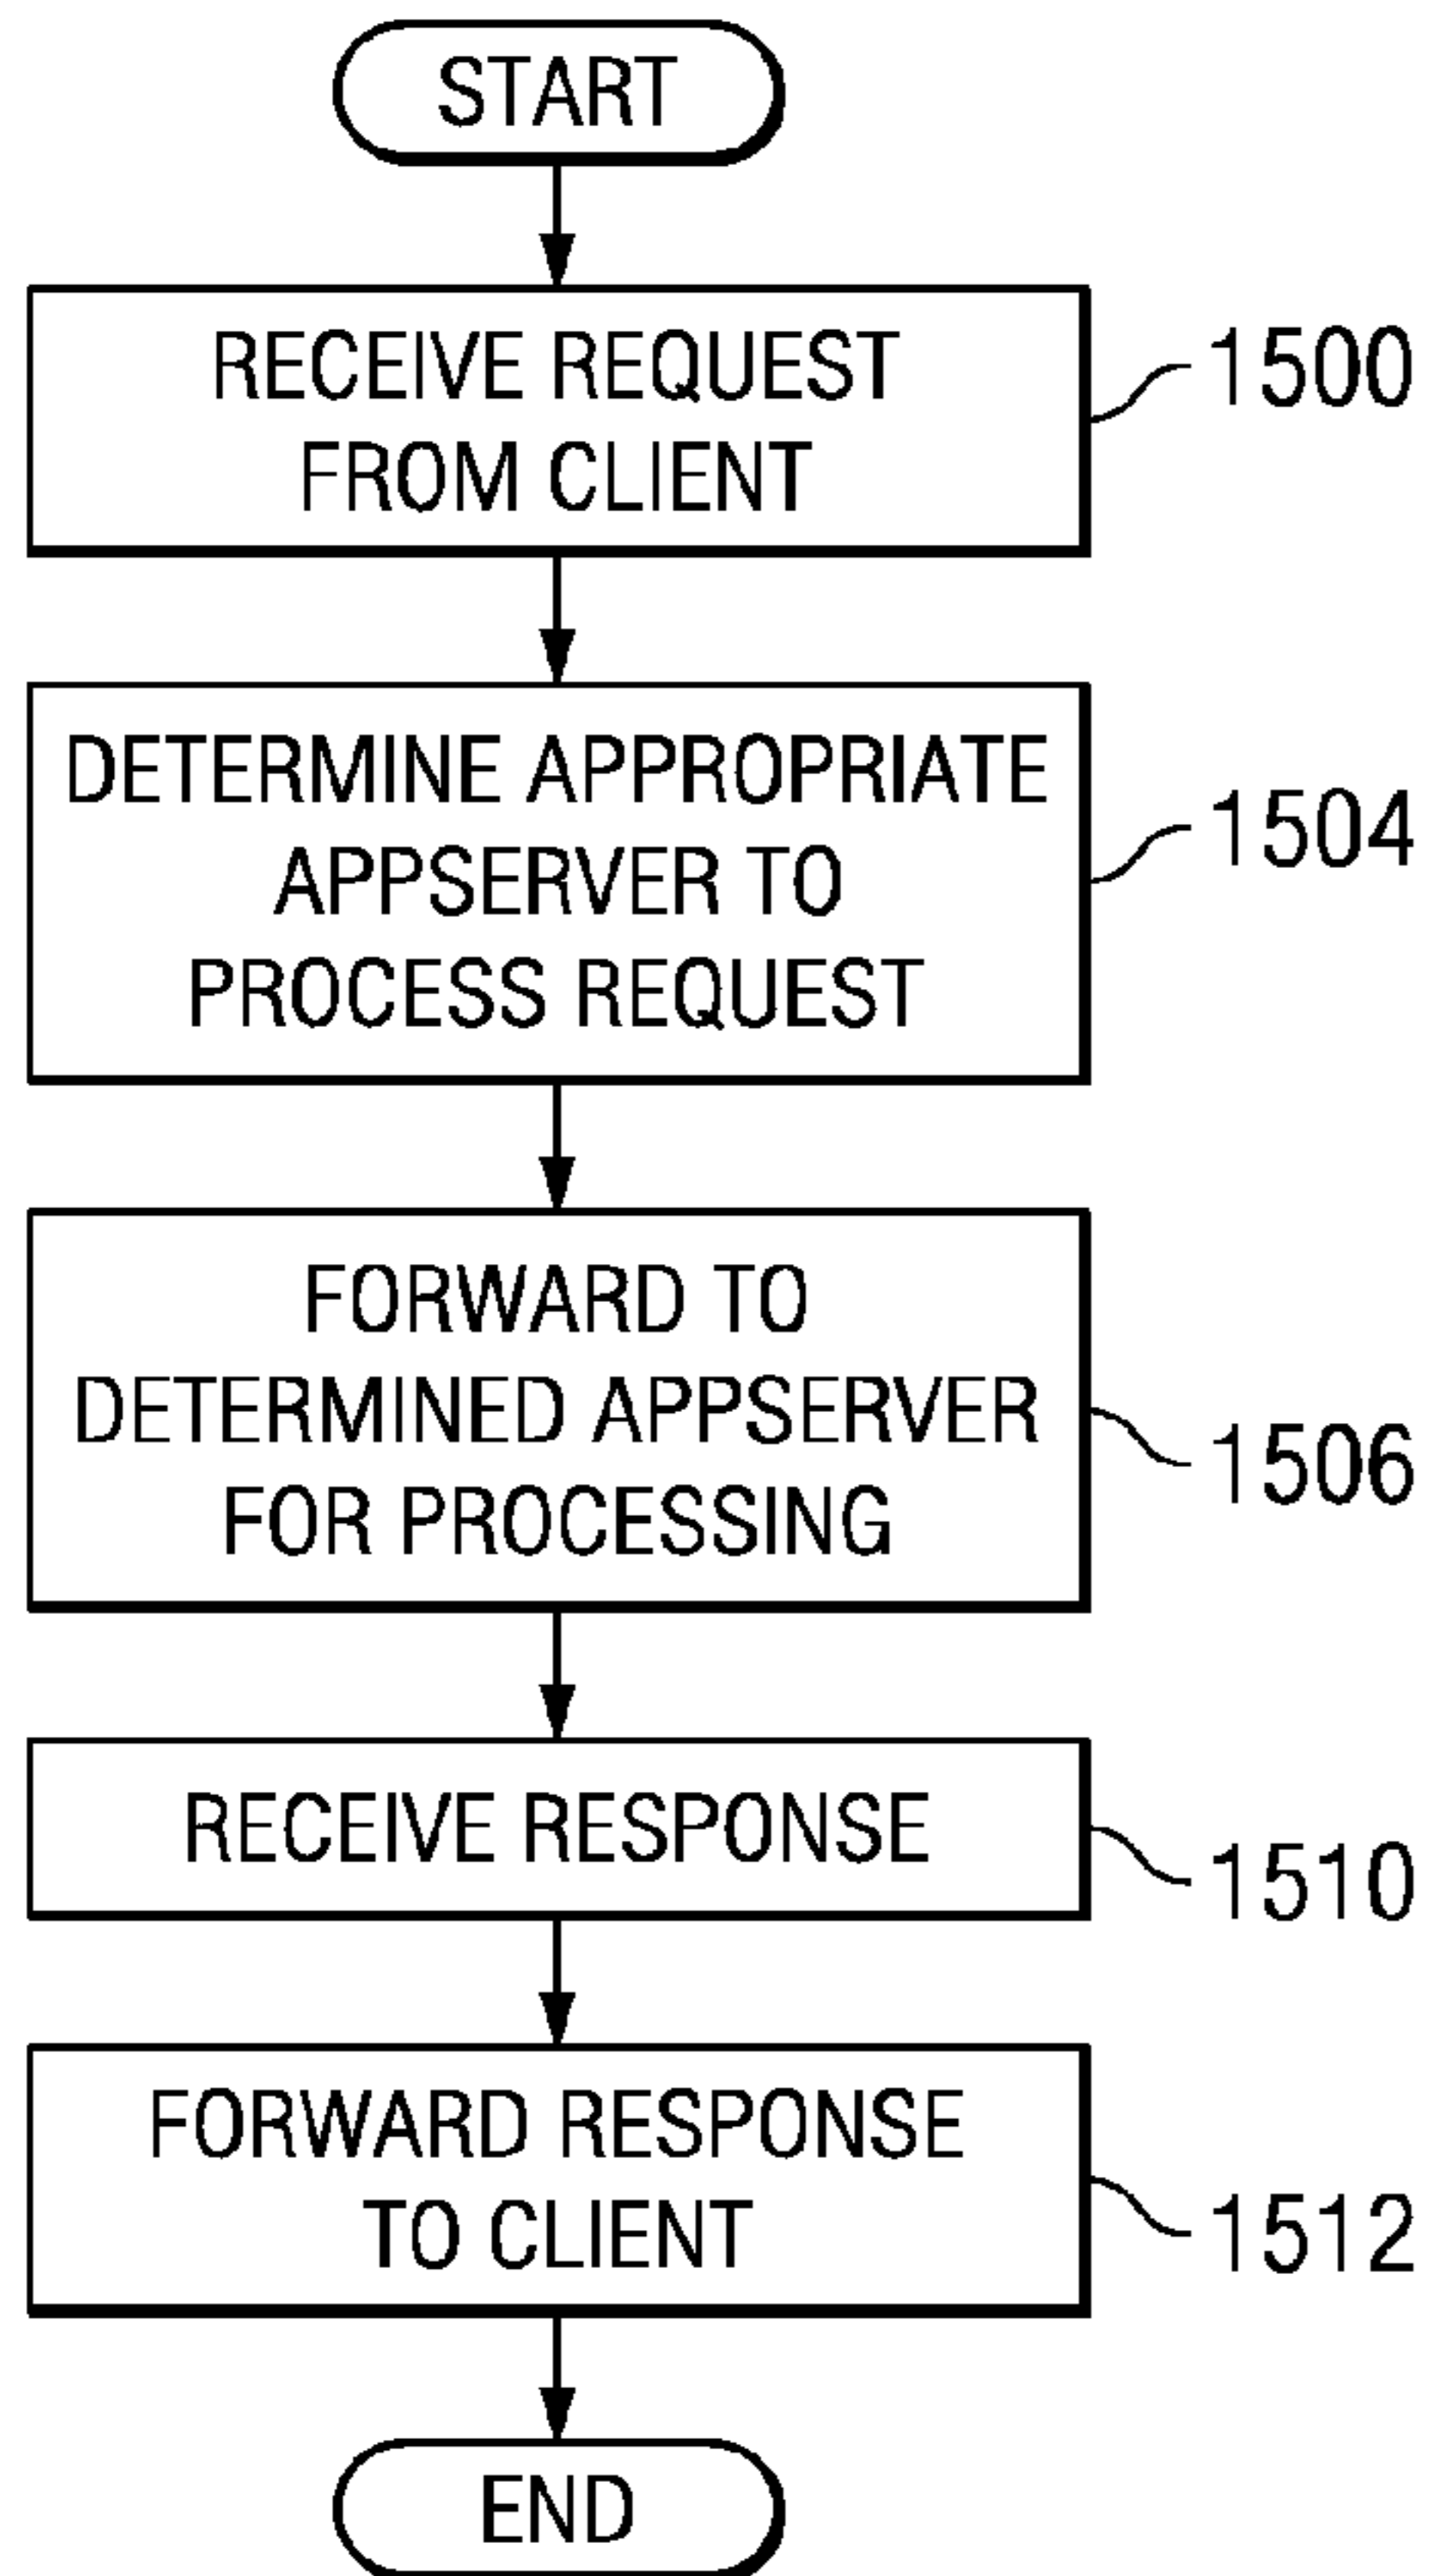 START
RECEIVE REQUEST
FROM CLIENT
1500
DETERMINE APPROPRIATE
APPSERVER TO
PROCESS REQUEST
1504
FORWARD TO
DETERMINED APPSERVER
FOR PROCESSING
1506
RECEIVE RESPONSE
1510
FORWARD RESPONSE
TO CLIENT
1512
END